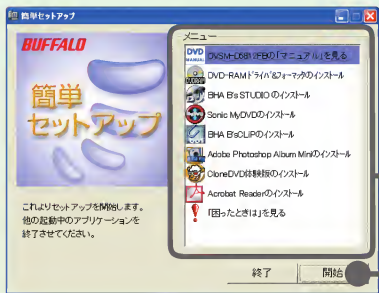 簡単セットアップ
BUFFALO
簡単
セットアップ
これよりセットアップを開始します。
他の起動中のアプリケーションを
終了させてください。
メニュー
DVD
MANUAL
の「マニュアル」を見る
DVD-RAMドライバ&フォーマッタのインストール
BHA B's STUDIO のインストール
Sonic MyDVDのインストール
BHA B'sCLiPのインストール
Adobe Photoshop Album Miniのインストール
CloneDVD体験版のインストール
Acrobat Readerのインストール
「困ったときは」を見る
終了
開始